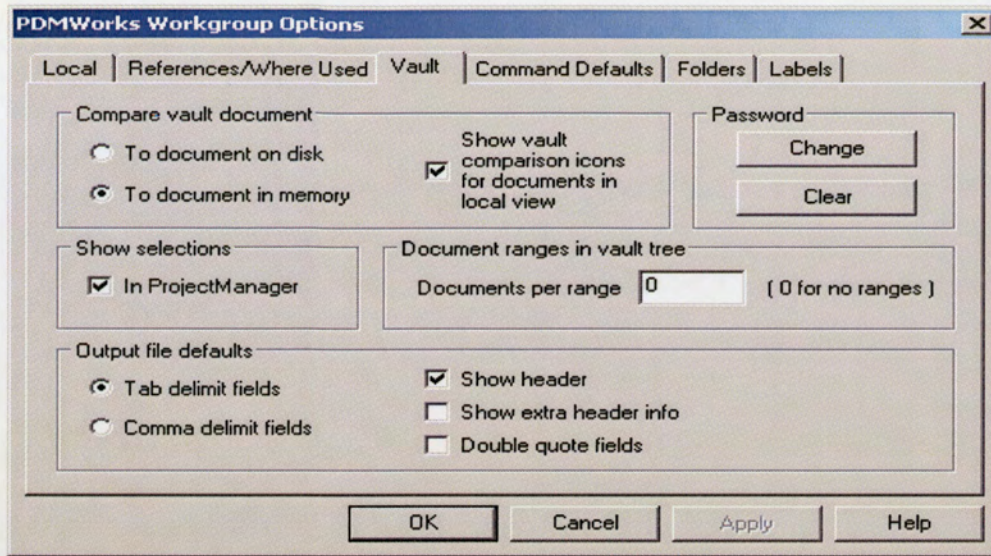 PDMWorks Workgroup Options
Local References/Where Used Vault Command Defaults Folders Labels
Compare vault document
To document on disk
To document in memory
Show vault
comparison icons
for documents in
local view
Password
Change
Clear
Show selections
In ProjectManager
Document ranges in vault tree
Documents per range 0 ( 0 for no ranges )
Output file defaults
Tab delimit fields
Comma delimit fields
Show header
Show extra header info
Double quote fields
OK Cancel Apply Help